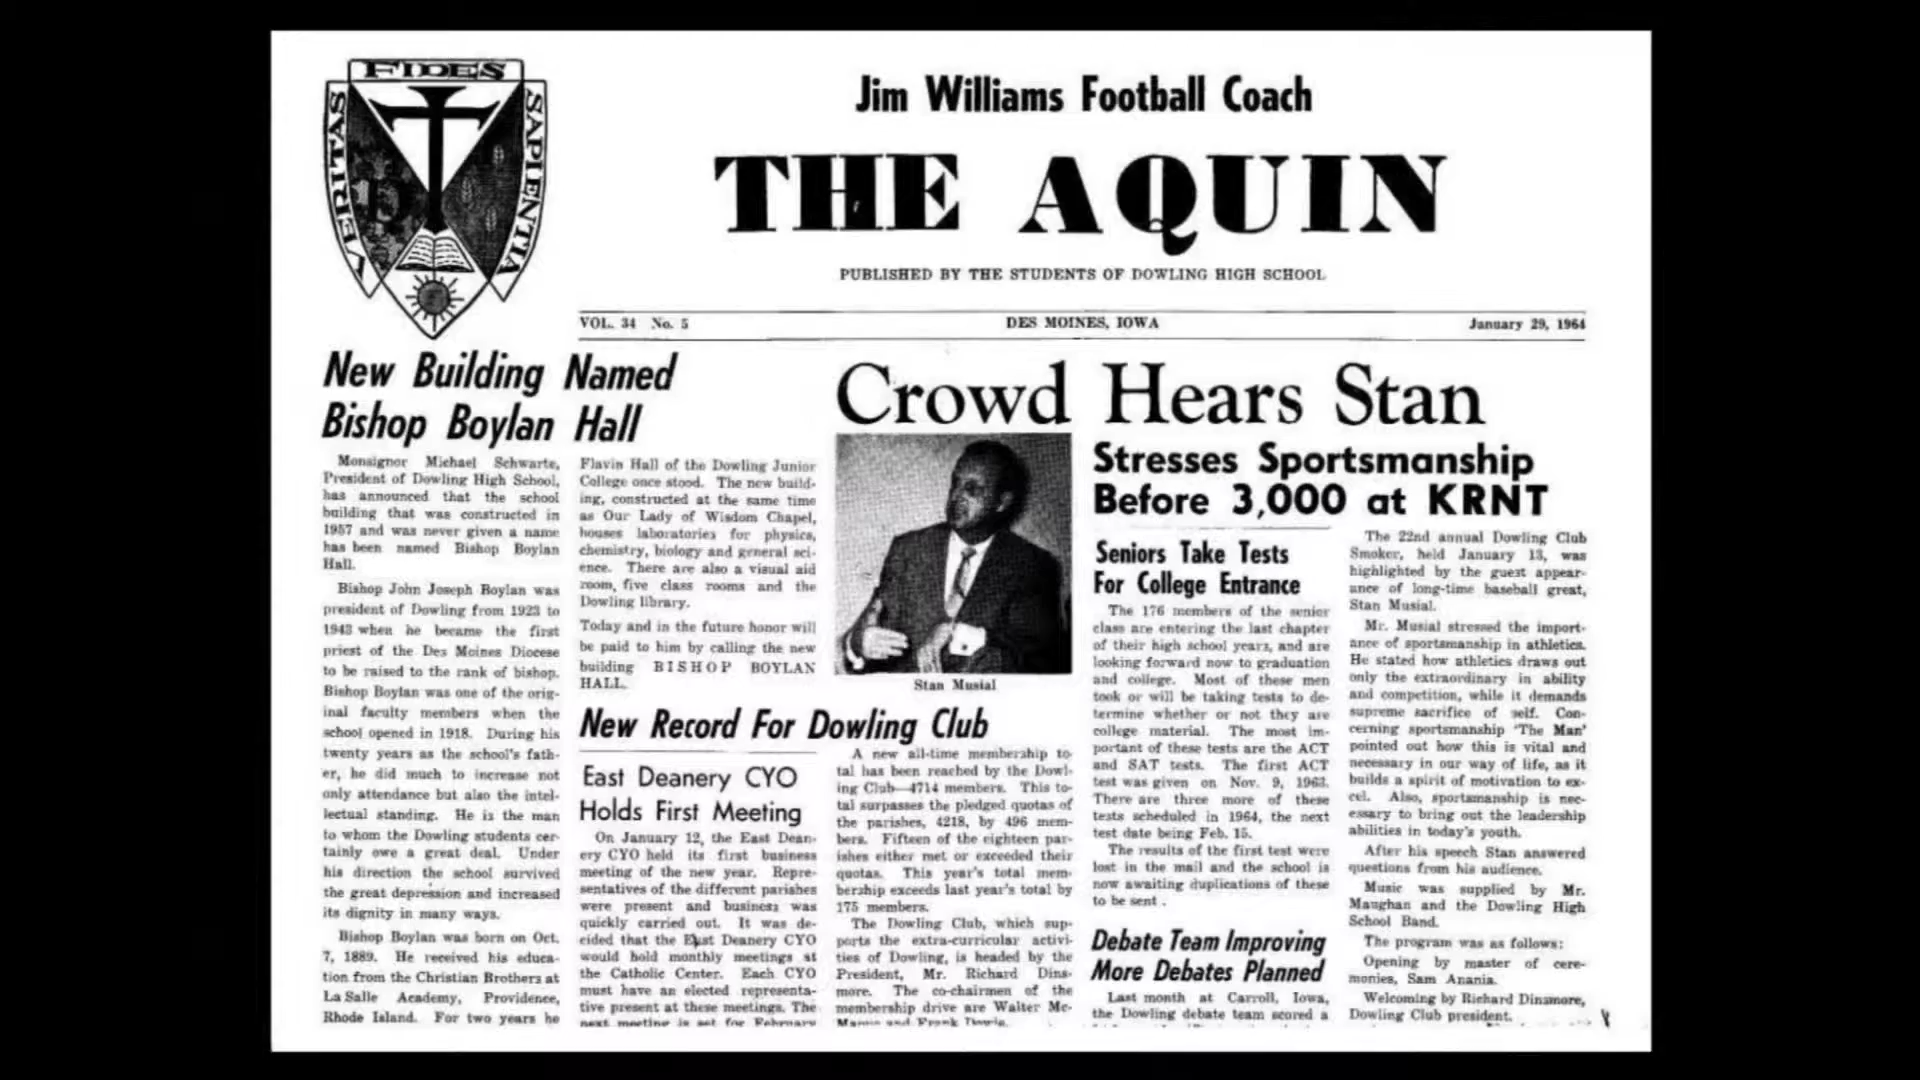 FIDES
VERITAS
SAPIENTIA
Jim Williams Football Coach
THE AQUIN
PUBLISHED BY THE STUDENTS OF DOWLING HIGH SCHOOL
VOL. 34 No. 5
DES MOINES, IOWA
January 29, 1964
New Building Named
Bishop Boylan Hall
Monsignor Michael Schwarte,
President of Dowling High School,
has announced that the school
building that was constructed in
1957 and was never given a name
has been named Bishop Boylan
Hall.
Bishop John Joseph Boylan was
president of Dowling from 1923 to
1943 when he became the first
priest of the Des Moines Diocese
to be raised to the rank of bishop.
Bishop Boylan was one of the orig-
inal faculty members when the
school opened in 1918. During his
twenty years as the school's fath-
er, he did much to increase not
only attendance but also the intel-
lectual standing. He is the man
to whom the Dowling students cer-
tainly owe a great deal. Under
his direction the school survived
the great depression and increased
its dignity in many ways.
Bishop Boylan was born on Oct.
7, 1889. He received his educa-
tion from the Christian Brothers at
La Salle Academy, Providence,
Rhode Island. For two years he
Flavin Hall of the Dowling Junior
College once stood. The new build-
ing, constructed at the same time
as Our Lady of Wisdom Chapel,
houses laboratories for physics,
chemistry, biology and general sci-
ence. There are also a visual aid
room, five class rooms and the
Dowling library.
Today and in the future honor will
be paid to him by calling the new
building BISHOP BOYLAN
HALL.
New Record For Dowling Club
East Deanery CYO
Holds First Meeting
On January 12, the East Dean-
ery CYO held its first business
meeting of the new year. Repre-
sentatives of the different parishes
were present and business was
quickly carried out. It was de-
cided that the East Deanery CYO
would hold monthly meetings at
the Catholic Center. Each CYO
must have an elected representa-
tive present at these meetings. The
next meeting is set for February
A new all-time membership to-
tal has been reached by the Dowl-
ing Club—4714 members. This to-
tal surpasses the pledged quotas of
the parishes, 4218, by 496 mem-
bers. Fifteen of the eighteen par-
ishes either met or exceeded their
quotas. This year's total mem-
bership exceeds last year's total by
175 members.
The Dowling Club, which sup-
ports the extra-curricular activi-
ties of Dowling, is headed by the
President, Mr. Richard Dins-
more. The co-chairmen of the
membership drive are Walter Mc-
Manus and Frank Dowie.
Crowd Hears Stan
Stan Musial
Stresses Sportsmanship
Before 3,000 at KRNT
Seniors Take Tests
For College Entrance
The 176 members of the senior
class are entering the last chapter
of their high school years, and are
looking forward now to graduation
and college. Most of these men
took or will be taking tests to de-
termine whether or not they are
college material. The most im-
portant of these tests are the ACT
and SAT tests. The first ACT
test was given on Nov. 9, 1963.
There are three more of these
tests scheduled in 1964, the next
test date being Feb. 15.
The results of the first test were
lost in the mail and the school is
now awaiting duplications of these
to be sent .
Debate Team Improving
More Debates Planned
Last month at Carroll, Iowa,
the Dowling debate team scored a
The 22nd annual Dowling Club
Smoker, held January 13, was
highlighted by the guest appear-
ance of long-time baseball great,
Stan Musial.
Mr. Musial stressed the import-
ance of sportsmanship in athletics.
He stated how athletics draws out
only the extraordinary in ability
and competition, while it demands
supreme sacrifice of self. Con-
cerning sportsmanship 'The Man'
pointed out how this is vital and
necessary in our way of life, as it
builds a spirit of motivation to ex-
cel. Also, sportsmanship is nec-
essary to bring out the leadership
abilities in today's youth.
After his speech Stan answered
questions from his audience.
Music was supplied by Mr.
Maughan and the Dowling High
School Band.
The program was as follows:
Opening by master of cere-
monies, Sam Anania.
Welcoming by Richard Dinsmore,
Dowling Club president.